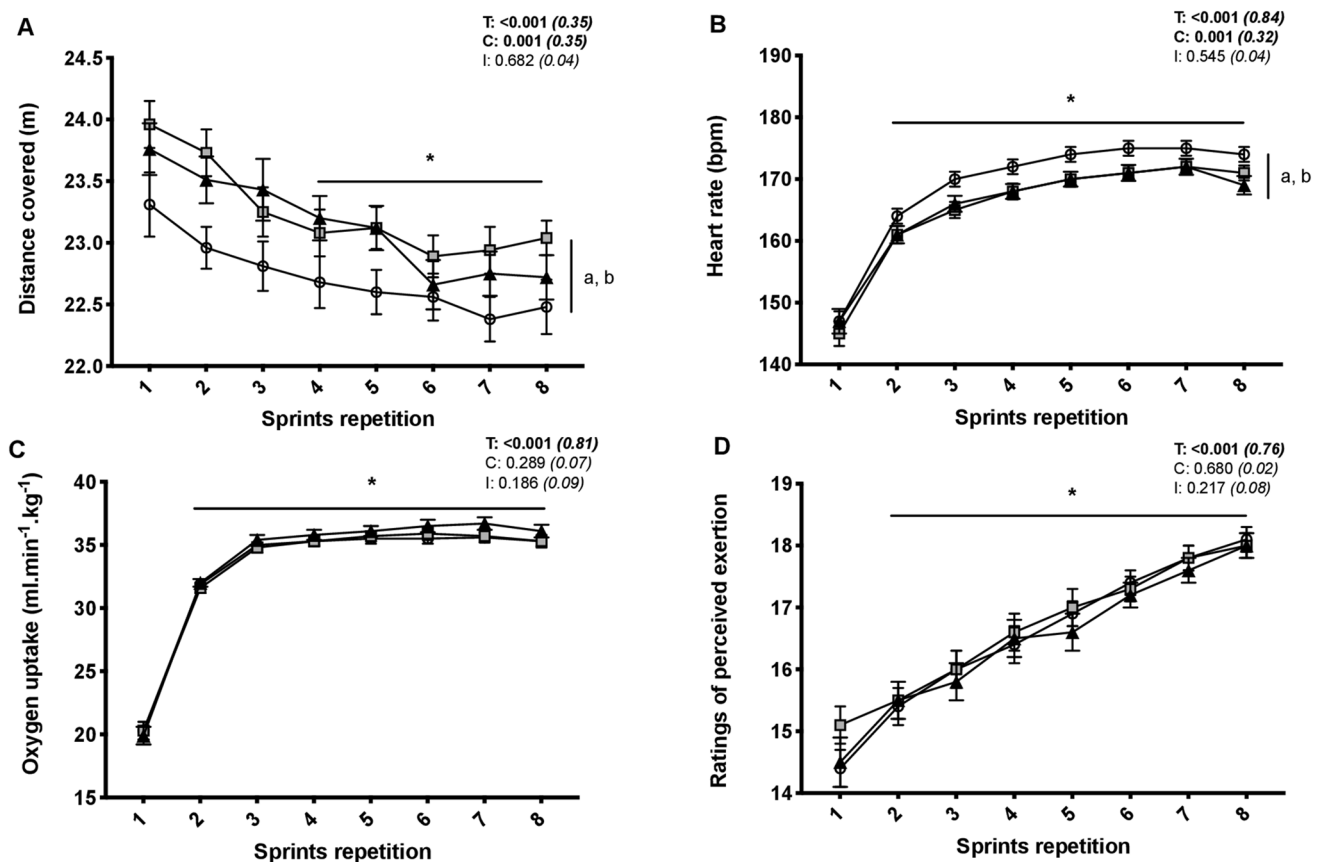 A
T: <0.001 (0.35)
C: 0.001 (0.35)
I: 0.682 (0.04)
Distance covered (m)
24.5
24.0
23.5
23.0
22.5
22.0
*
a, b
1 2 3 4 5 6 7 8
Sprints repetition
B
T: <0.001 (0.84)
C: 0.001 (0.32)
I: 0.545 (0.04)
Heart rate (bpm)
190
180
170
160
150
140
*
a, b
1 2 3 4 5 6 7 8
Sprints repetition
C
T: <0.001 (0.81)
C: 0.289 (0.07)
I: 0.186 (0.09)
Oxygen uptake (ml.min⁻¹.kg⁻¹)
40
35
30
25
20
15
*
1 2 3 4 5 6 7 8
Sprints repetition
D
T: <0.001 (0.76)
C: 0.680 (0.02)
I: 0.217 (0.08)
Ratings of perceived exertion
19
18
17
16
15
14
*
1 2 3 4 5 6 7 8
Sprints repetition